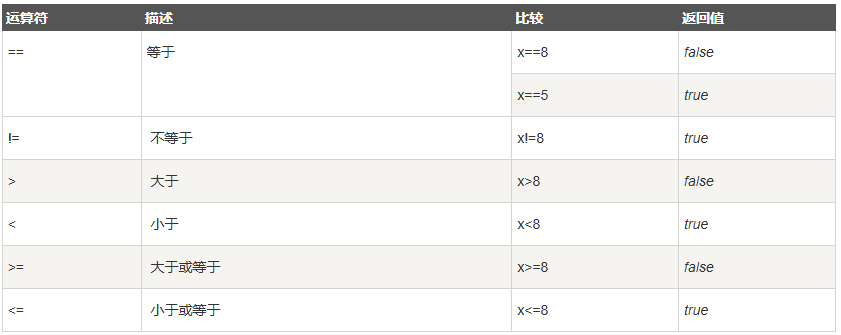 运算符 描述 比较 返回值
== 等于 x==8 false
x==5 true
!= 不等于 x!=8 true
> 大于 x>8 false
< 小于 x<8 true
>= 大于或等于 x>=8 false
<= 小于或等于 x<=8 true